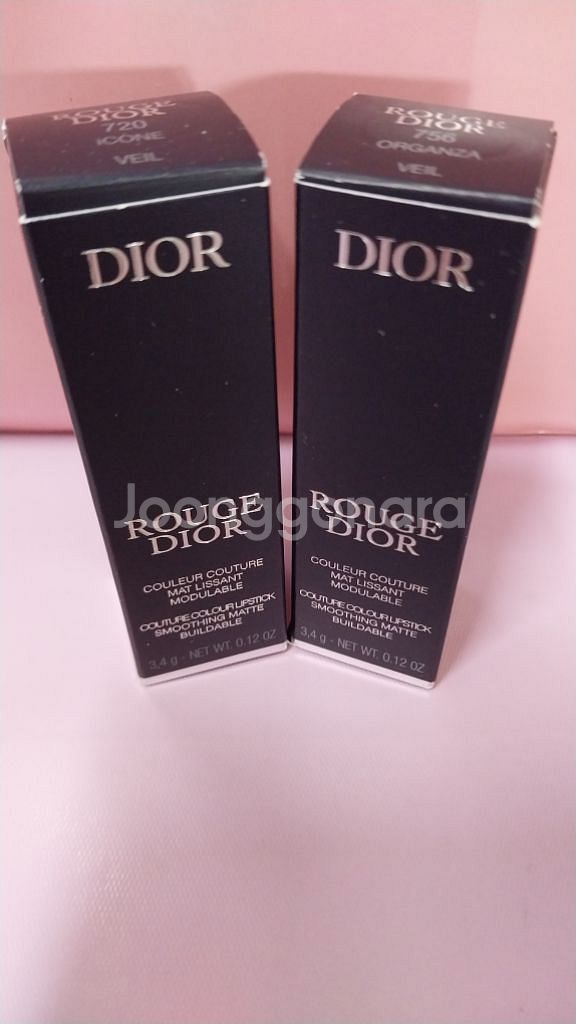 ROUGE
DIOR
720
ICONE
VEIL
DIOR
ROUGE
DIOR
COULEUR COUTURE
MAT LISSANT
MODULABLE
COUTURE COLOUR LIPSTICK
SMOOTHING MATTE
BUILDABLE
3,4 g - NET WT. 0.12 OZ
ROUGE
DIOR
756
ORGANZA
VEIL
DIOR
ROUGE
DIOR
COULEUR COUTURE
MAT LISSANT
MODULABLE
COUTURE COLOUR LIPSTICK
SMOOTHING MATTE
BUILDABLE
3,4 g - NET WT. 0.12 OZ
Joonggonara